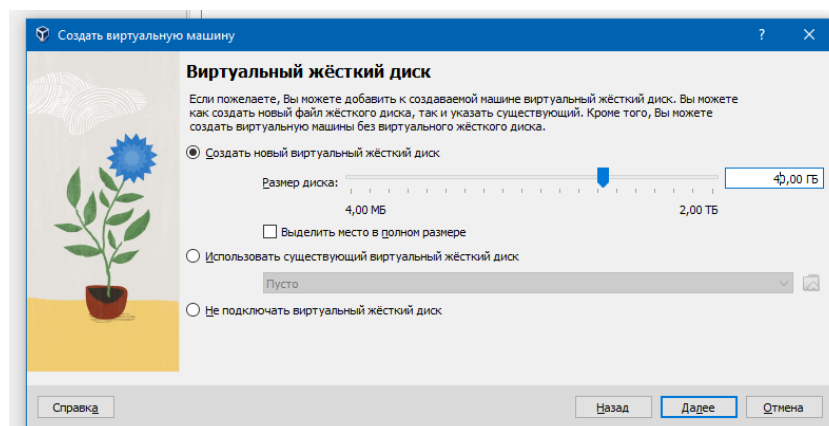 Создать виртуальную машину
?
Виртуальный жёсткий диск
Если пожелаете, Вы можете добавить к создаваемой машине виртуальный жёсткий диск. Вы можете
как создать новый файл жёсткого диска, так и указать существующий. Кроме того, Вы можете
создать виртуальную машины без виртуального жёсткого диска.
Создать новый виртуальный жёсткий диск
Размер диска:
40,00 ГБ
4,00 МБ
2,00 ТБ
Выделить место в полном размере
Использовать существующий виртуальный жёсткий диск
Пусто
Не подключать виртуальный жёсткий диск
Справка
Назад
Далее
Отмена